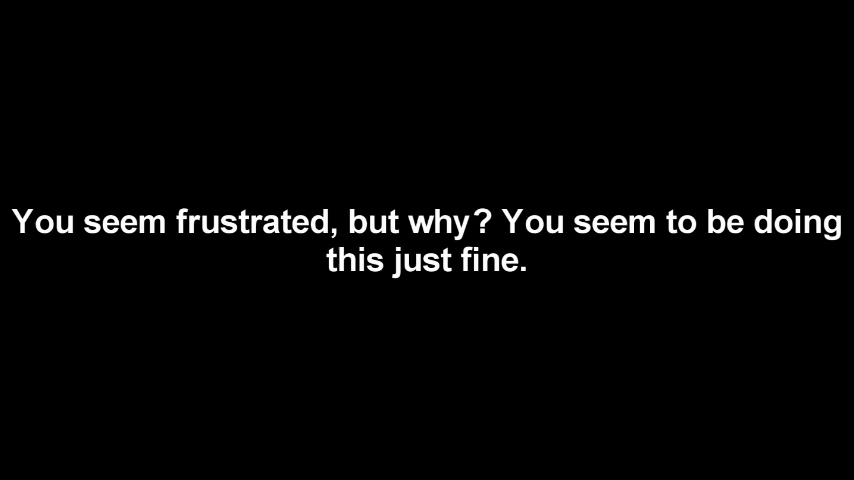 You seem frustrated, but why? You seem to be doing
this just fine.